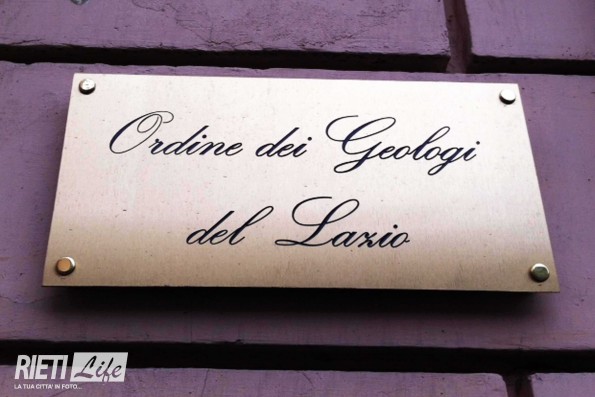 Ordine dei Geologi
del Lazio
RIETI Life
LA TUA CITTA' IN FOTO...